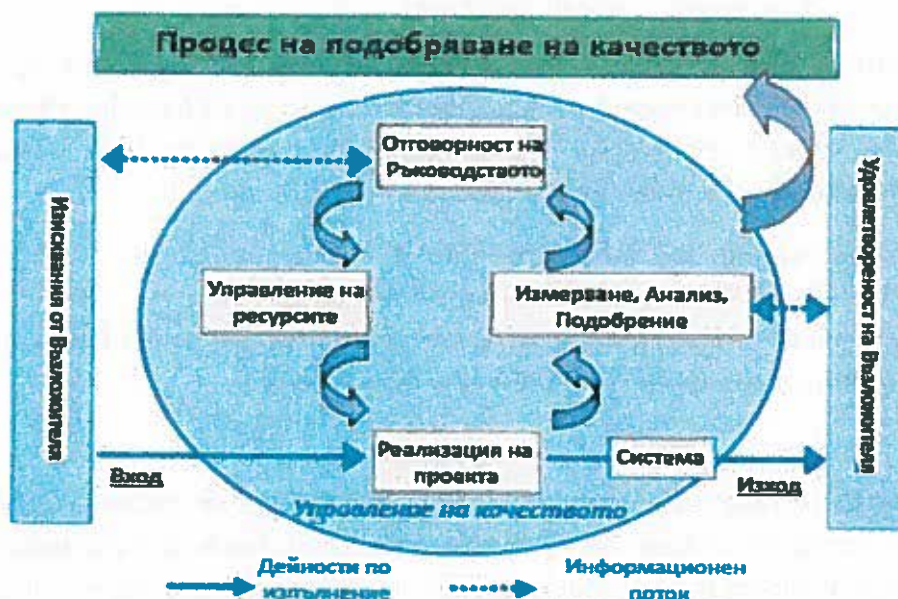 Процес на подобряване на качеството
Отговорност на
Ръководството
Изисквания от Възложителя
Удовлетвореност на Възложителя
Управление на
ресурсите
Измерване, Анализ,
Подобрение
Реализация на
проекта
Система
Вход
Изход
Управление на качеството
Дейности по
изпълнение
Информационен
поток